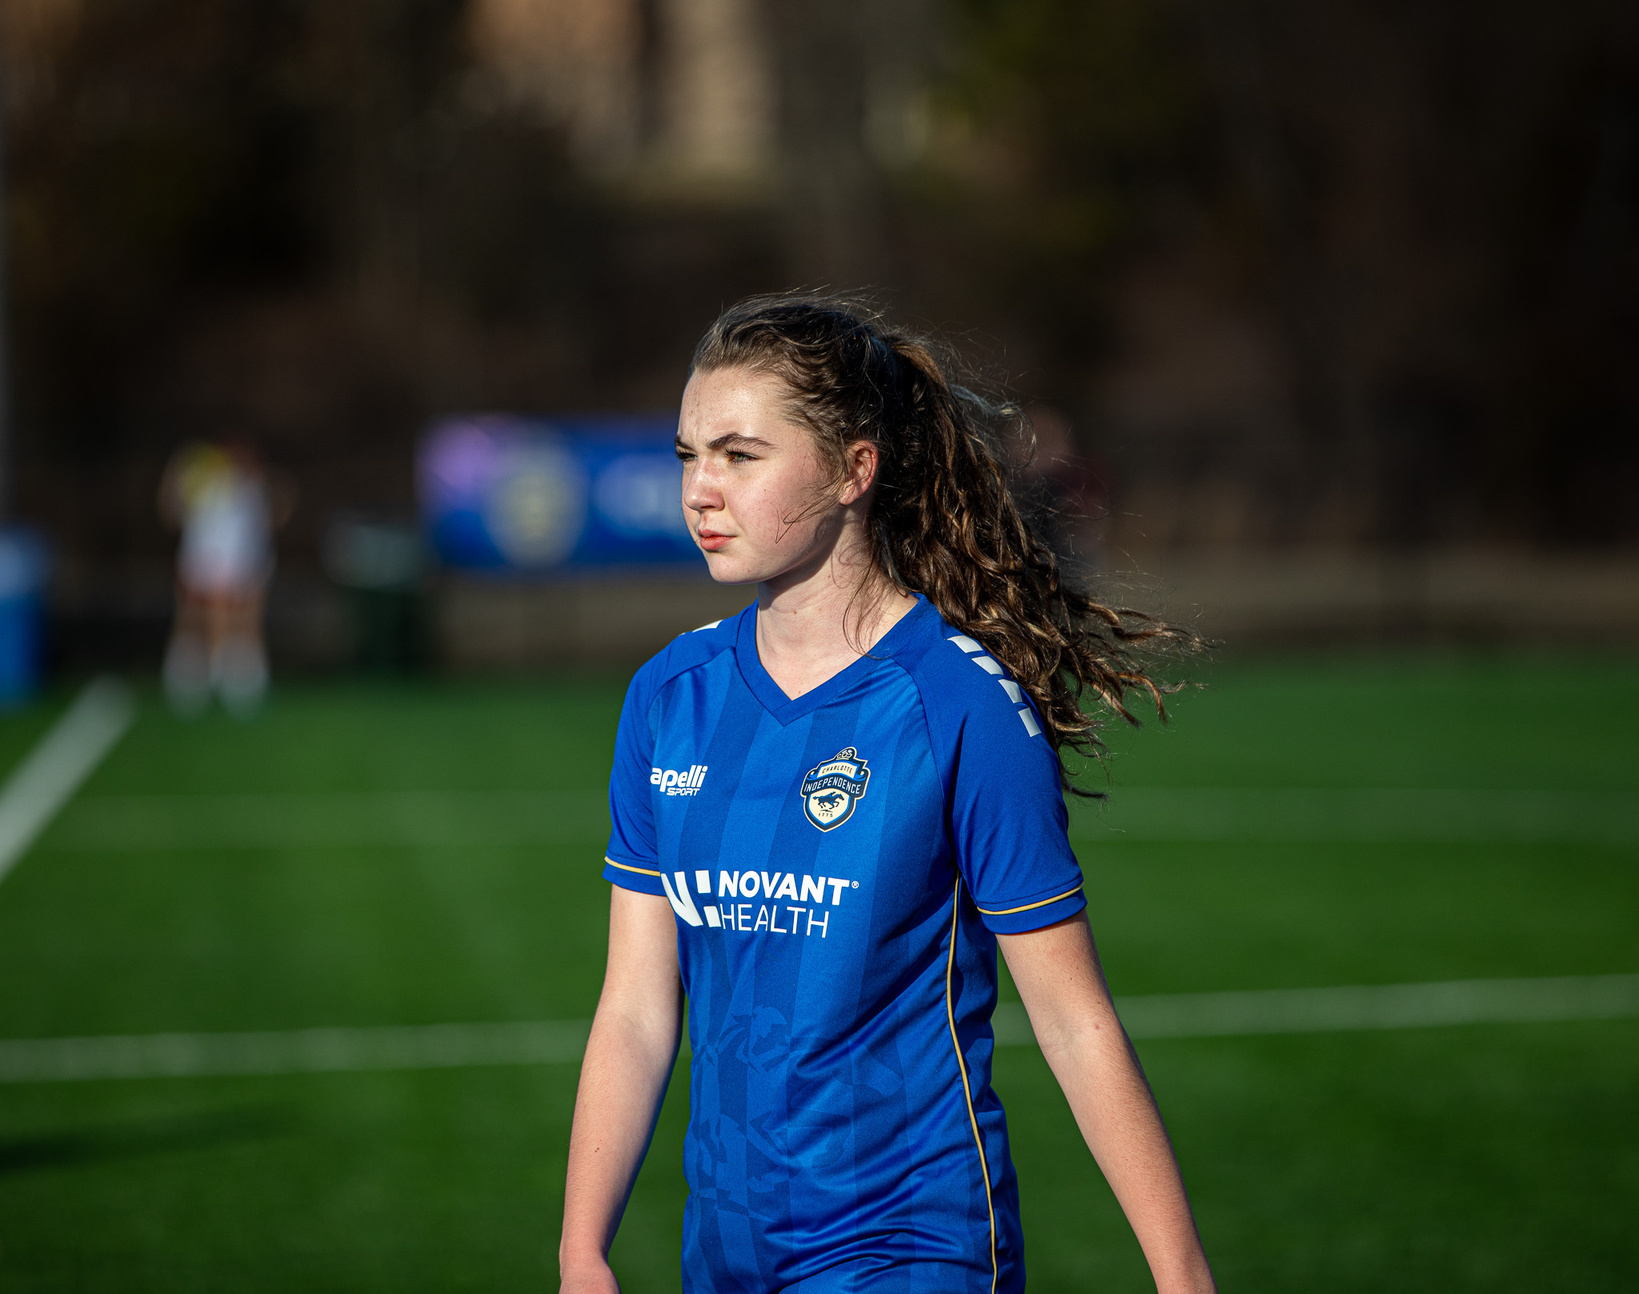 apelli
SPORT
CHARLOTTE
INDEPENDENCE
1775
NOVANT®
HEALTH